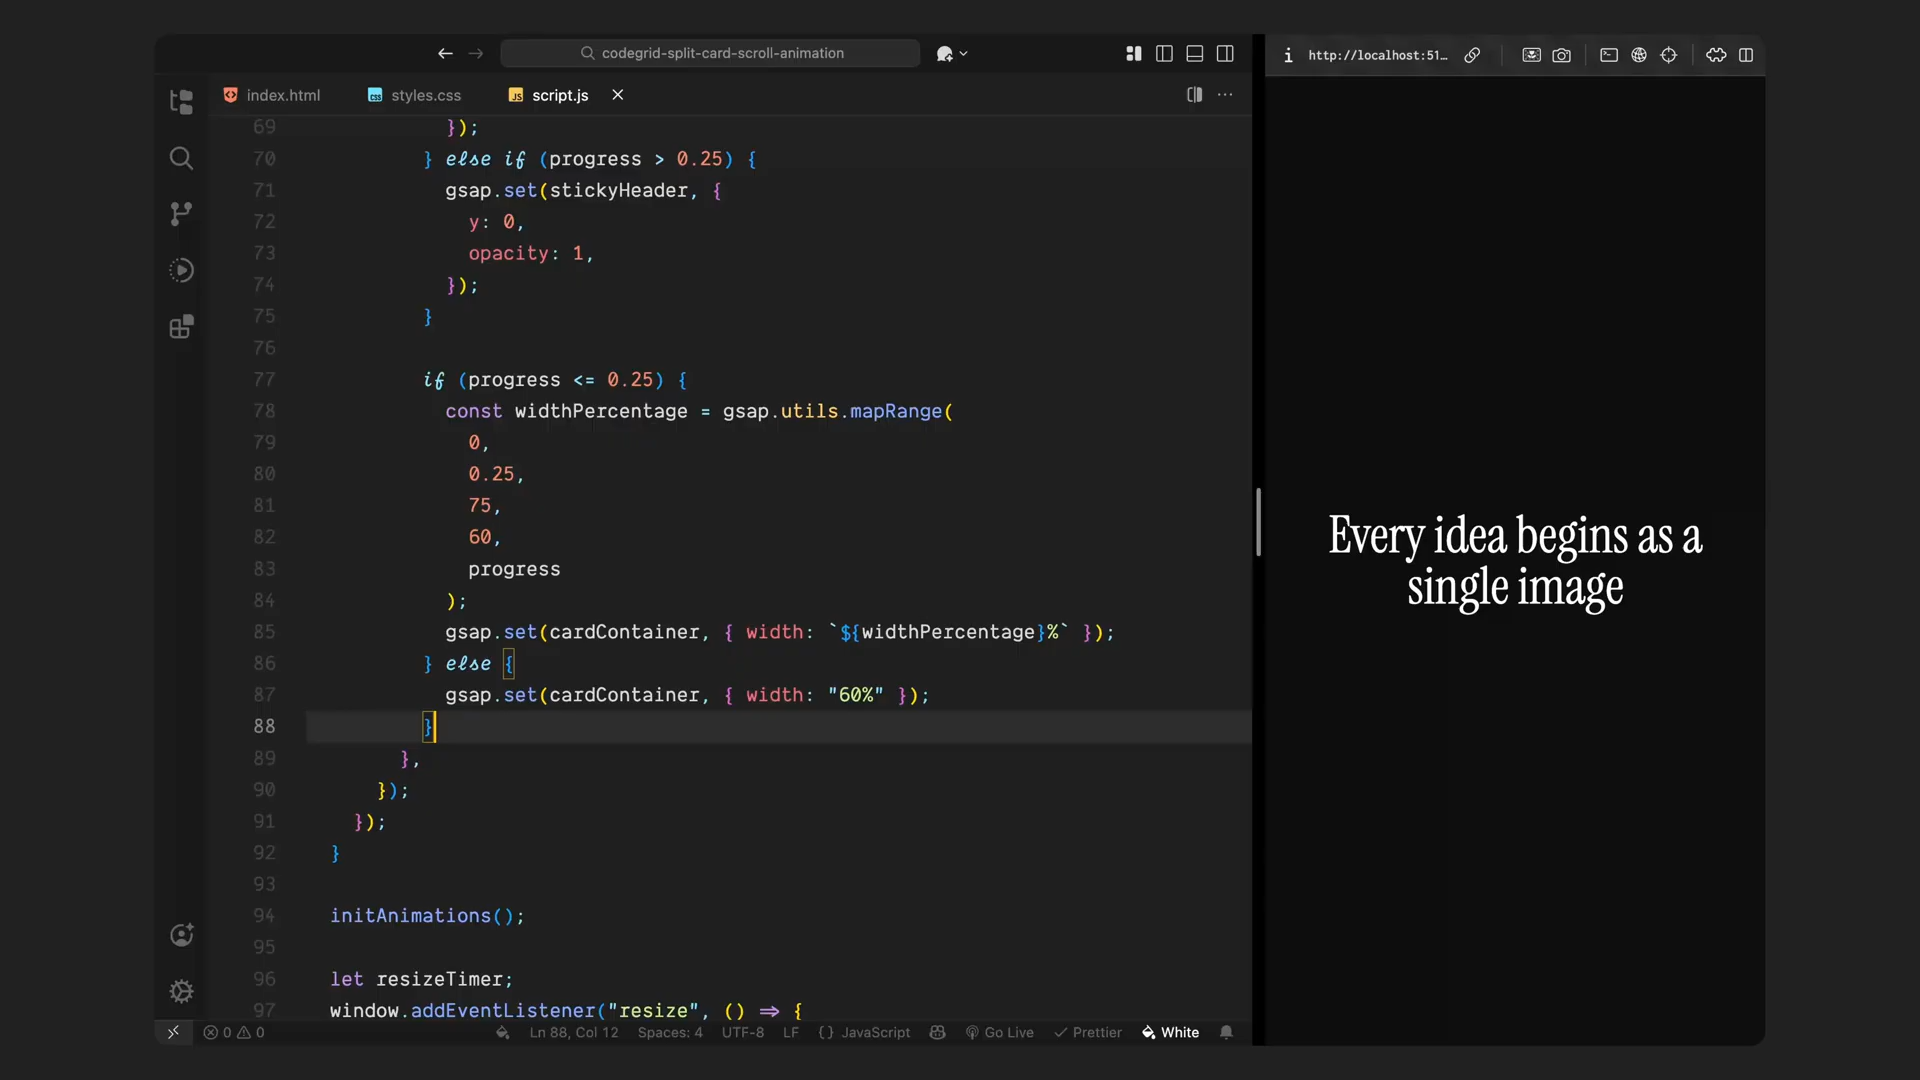 codegrid-split-card-scroll-animation
http://localhost:51…
index.html
styles.css
script.js
69 });
70 } else if (progress > 0.25) {
71 gsap.set(stickyHeader, {
72 y: 0,
73 opacity: 1,
74 });
75 }
76
77 if (progress <= 0.25) {
78 const widthPercentage = gsap.utils.mapRange(
79 0,
80 0.25,
81 75,
82 60,
83 progress
84 );
85 gsap.set(cardContainer, { width: `${widthPercentage}%` });
86 } else {
87 gsap.set(cardContainer, { width: "60%" });
88 }
89 },
90 });
91 });
92 }
93
94 initAnimations();
95
96 let resizeTimer;
97 window.addEventListener("resize", () => {
Every idea begins as a
single image
0 0
Ln 88, Col 12
Spaces: 4
UTF-8
LF
{} JavaScript
Go Live
Prettier
White